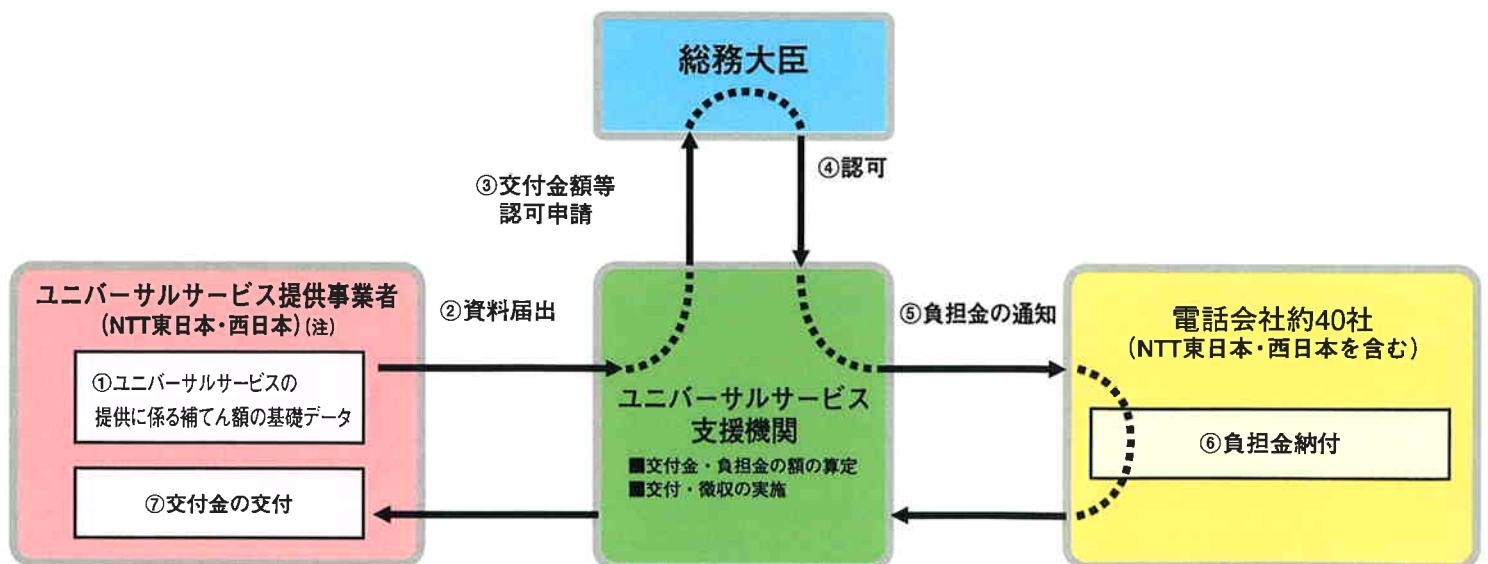 総務大臣
③交付金額等
認可申請
④認可
ユニバーサルサービス提供事業者
(NTT東日本・西日本)(注)
①ユニバーサルサービスの
提供に係る補てん額の基礎データ
⑦交付金の交付
②資料届出
ユニバーサルサービス
支援機関
■交付金・負担金の額の算定
■交付・徴収の実施
⑤負担金の通知
電話会社約40社
(NTT東日本・西日本を含む)
⑥負担金納付